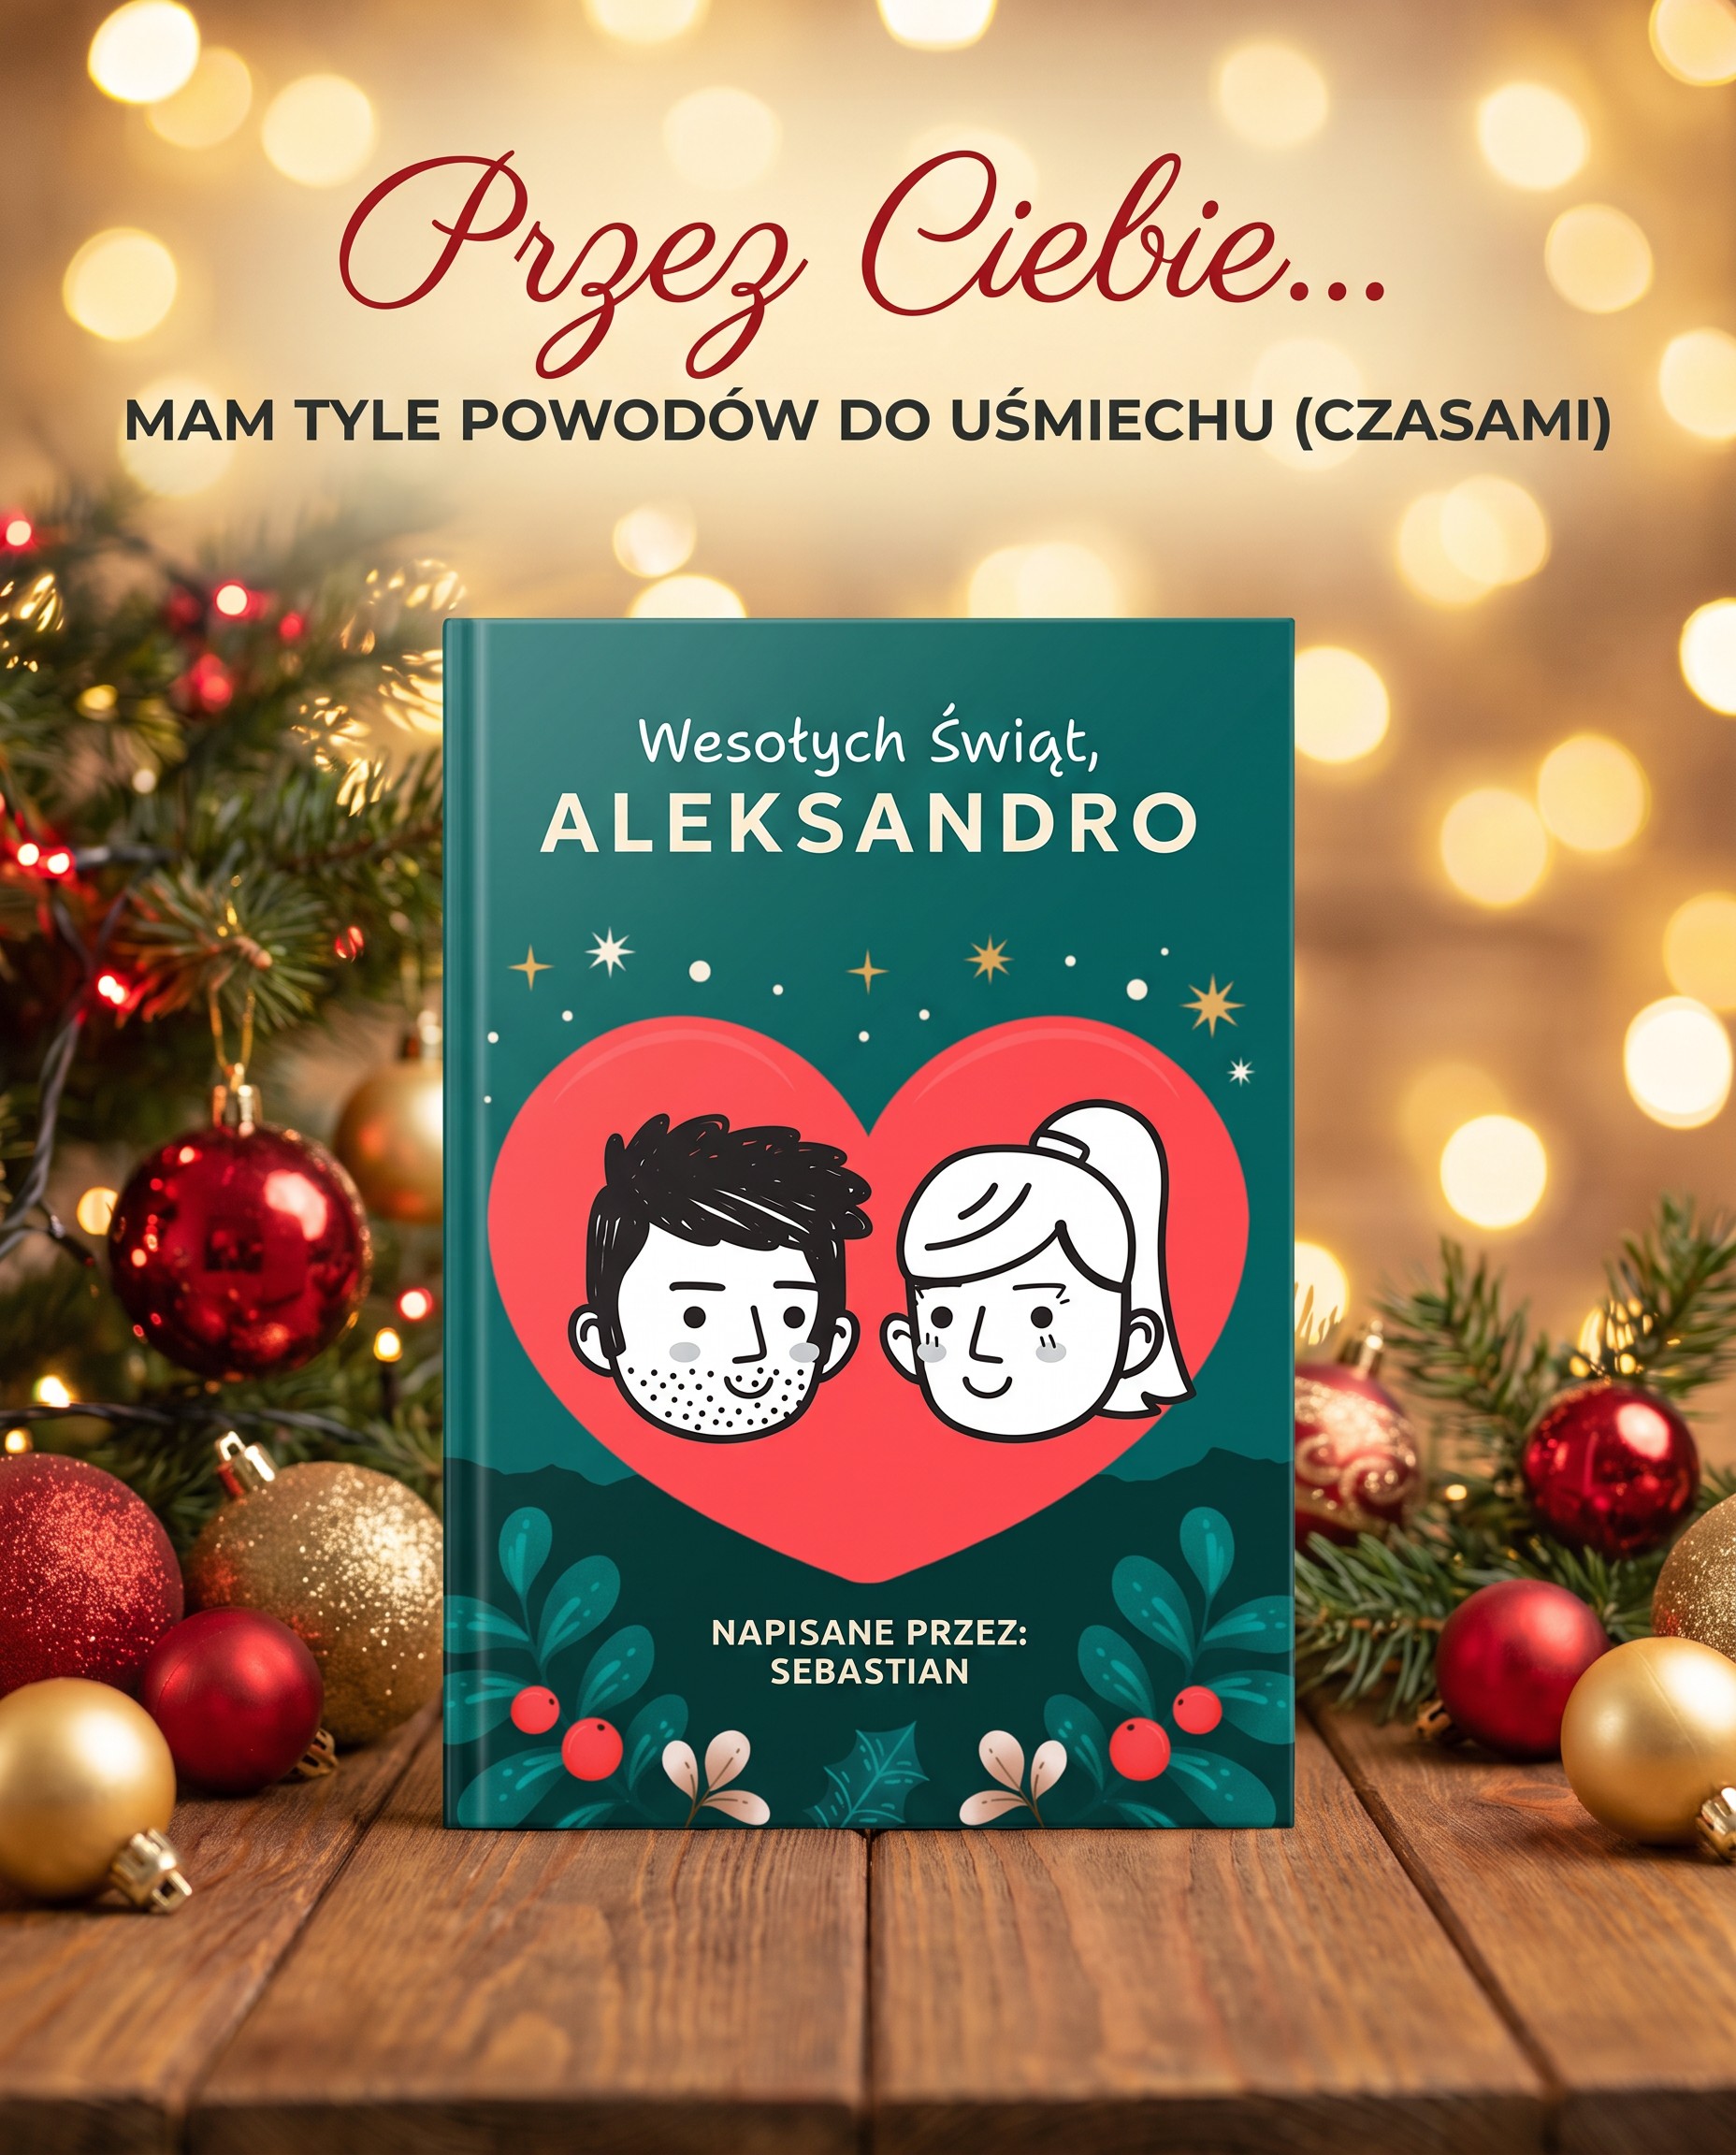 Przez Ciebie...
MAM TYLE POWODÓW DO UŚMIECHU (CZASAMI)
Wesołych Świąt,
ALEKSANDRO
NAPISANE PRZEZ:
SEBASTIAN